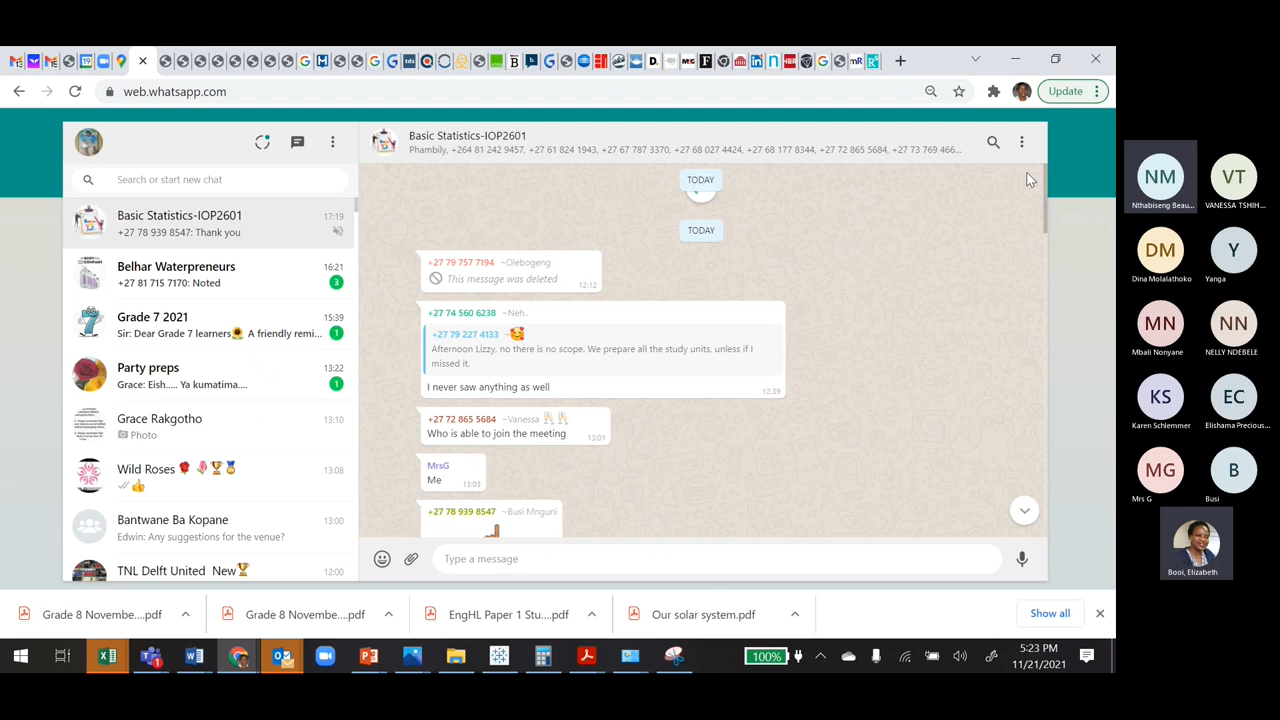 web.whatsapp.com
Update
Search or start new chat
Basic Statistics-IOP2601
17:19
+27 78 939 8547: Thank you
Belhar Waterpreneurs
16:21
+27 81 715 7170: Noted
3
Grade 7 2021
15:39
Sir: Dear Grade 7 learners🌻 A friendly remi...
1
Party preps
13:22
Grace: Eish..... Ya kumatima....
1
Grace Rakgotho
13:10
Photo
Wild Roses
13:08
Bantwane Ba Kopane
13:00
Edwin: Any suggestions for the venue?
TNL Delft United New🏆
12:00
Basic Statistics-IOP2601
Phambily, +264 81 242 9457, +27 61 824 1943, +27 67 787 3370, +27 68 027 4424, +27 68 177 8344, +27 72 865 5684, +27 73 769 466...
TODAY
TODAY
+27 79 757 7194 ~Olebogeng
This message was deleted
12:12
+27 74 560 6238 ~Neh..
+27 79 227 4133 ~🥰
Afternoon Lizzy, no there is no scope. We prepare all the study units, unless if I
missed it.
I never saw anything as well
12:39
+27 72 865 5684 ~Vanessa 🥂🥂
Who is able to join the meeting
13:01
MrsG
Me
13:03
+27 78 939 8547 ~Busi Mnguni
Type a message
Grade 8 Novembe....pdf
Grade 8 Novembe....pdf
EngHL Paper 1 Stu....pdf
Our solar system.pdf
Show all
100%
5:23 PM
11/21/2021
NM
Nthabiseng Beau...
VT
VANESSA TSHIH...
DM
Dina Molalathoko
Y
Yanga
MN
Mbali Nonyane
NN
NELLY NDEBELE
KS
Karen Schlemmer
EC
Elishama Precious...
MG
Mrs G
B
Busi
Booi, Elizabeth